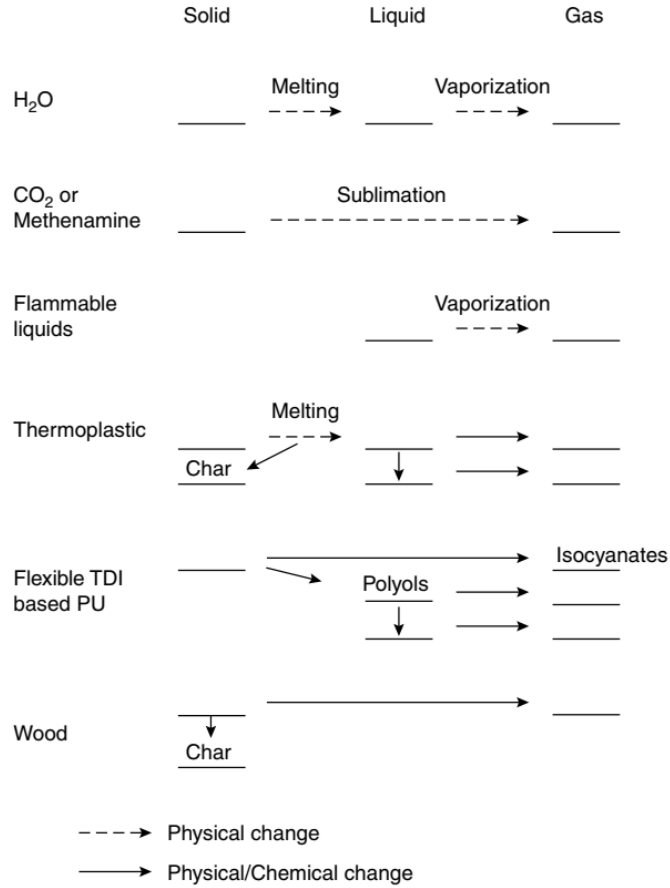 Solid Liquid Gas
H₂O Melting Vaporization
CO₂ or
Methenamine Sublimation
Flammable
liquids Vaporization
Thermoplastic Melting
Char
Flexible TDI
based PU Polyols Isocyanates
Wood
Char
Physical change
Physical/Chemical change